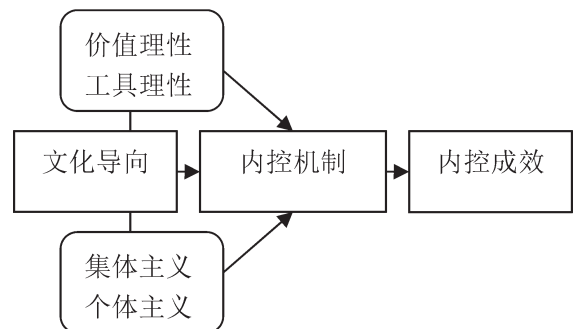 价值理性
工具理性
文化导向
内控机制
内控成效
集体主义
个体主义